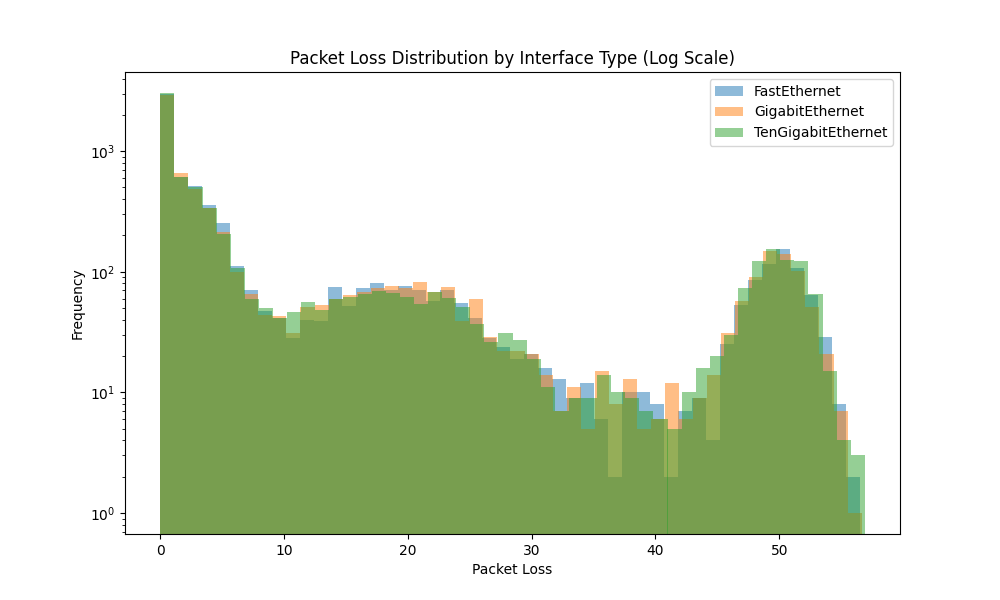 Packet Loss Distribution by Interface Type (Log Scale)
FastEthernet
GigabitEthernet
TenGigabitEthernet
Frequency
10³
10²
10¹
10⁰
0 10 20 30 40 50
Packet Loss